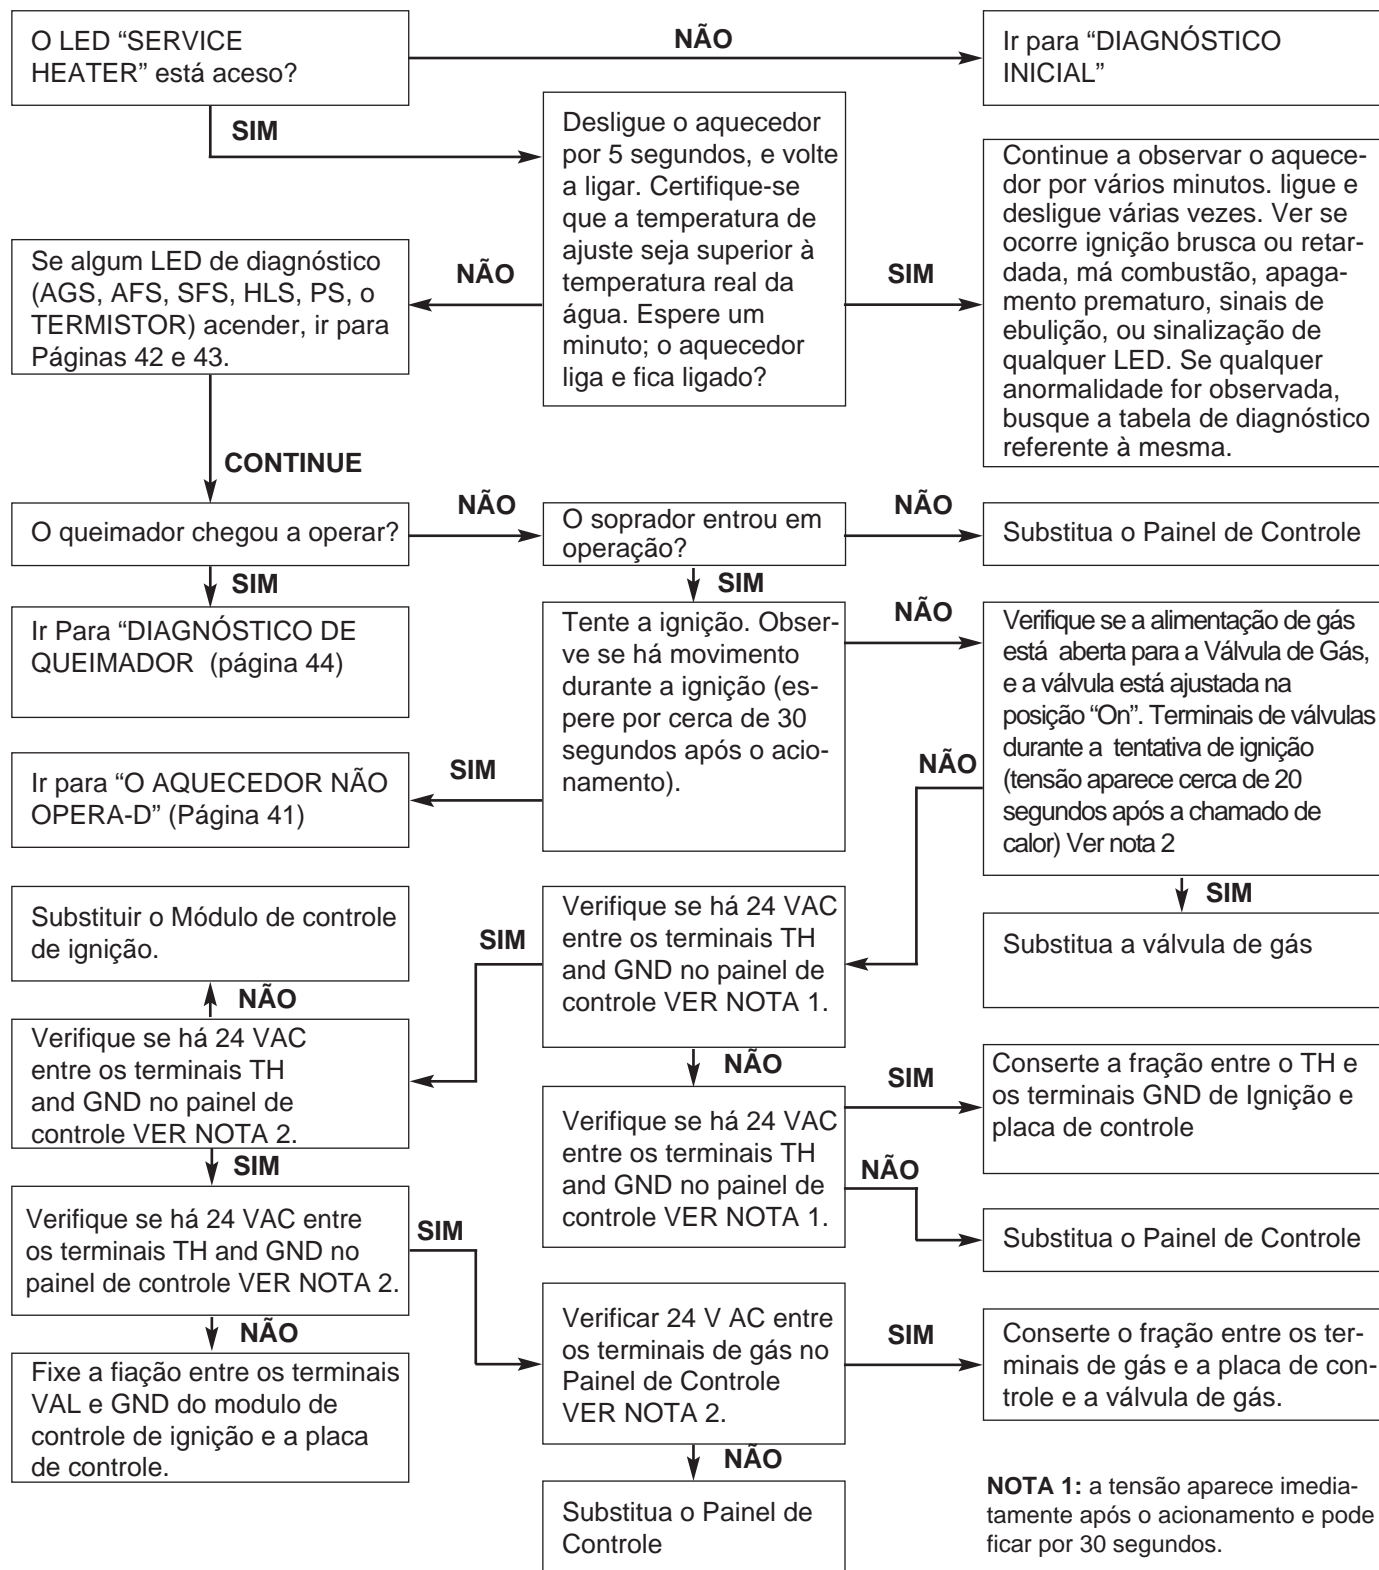 O LED “SERVICE
HEATER” está aceso?
NÃO
Ir para “DIAGNÓSTICO
INICIAL”
SIM
Desligue o aquecedor
por 5 segundos, e volte
a ligar. Certifique-se
que a temperatura de
ajuste seja superior à
temperatura real da
água. Espere um
minuto; o aquecedor
liga e fica ligado?
SIM
Continue a observar o aquece-
dor por vários minutos. ligue e
desligue várias vezes. Ver se
ocorre ignição brusca ou retar-
dada, má combustão, apaga-
mento prematuro, sinais de
ebulição, ou sinalização de
qualquer LED. Se qualquer
anormalidade for observada,
busque a tabela de diagnóstico
referente à mesma.
NÃO
Se algum LED de diagnóstico
(AGS, AFS, SFS, HLS, PS, o
TERMISTOR) acender, ir para
Páginas 42 e 43.
CONTINUE
O queimador chegou a operar?
NÃO
O soprador entrou em
operação?
NÃO
Substitua o Painel de Controle
SIM
Ir Para “DIAGNÓSTICO DE
QUEIMADOR (página 44)
SIM
Tente a ignição. Obser-
ve se há movimento
durante a ignição (es-
pere por cerca de 30
segundos após o acio-
namento).
NÃO
Verifique se a alimentação de gás
está aberta para a Válvula de Gás,
e a válvula está ajustada na
posição “On”. Terminais de válvulas
durante a tentativa de ignição
(tensão aparece cerca de 20
segundos após a chamado de
calor) Ver nota 2
SIM
Ir para “O AQUECEDOR NÃO
OPERA-D” (Página 41)
NÃO
SIM
Substitua a válvula de gás
Verifique se há 24 VAC
entre os terminais TH
and GND no painel de
controle VER NOTA 1.
SIM
Substituir o Módulo de controle
de ignição.
NÃO
Verifique se há 24 VAC
entre os terminais TH
and GND no painel de
controle VER NOTA 2.
NÃO
Verifique se há 24 VAC
entre os terminais TH
and GND no painel de
controle VER NOTA 1.
SIM
Conserte a fração entre o TH e
os terminais GND de Ignição e
placa de controle
NÃO
Substitua o Painel de Controle
SIM
Verifique se há 24 VAC entre
os terminais TH and GND no
painel de controle VER NOTA 2.
SIM
Verificar 24 V AC entre
os terminais de gás no
Painel de Controle
VER NOTA 2.
SIM
Conserte o fração entre os ter-
minais de gás e a placa de con-
trole e a válvula de gás.
NÃO
Fixe a fiação entre os terminais
VAL e GND do modulo de
controle de ignição e a placa
de controle.
NÃO
Substitua o Painel de
Controle
NOTA 1: a tensão aparece imedia-
tamente após o acionamento e pode
ficar por 30 segundos.